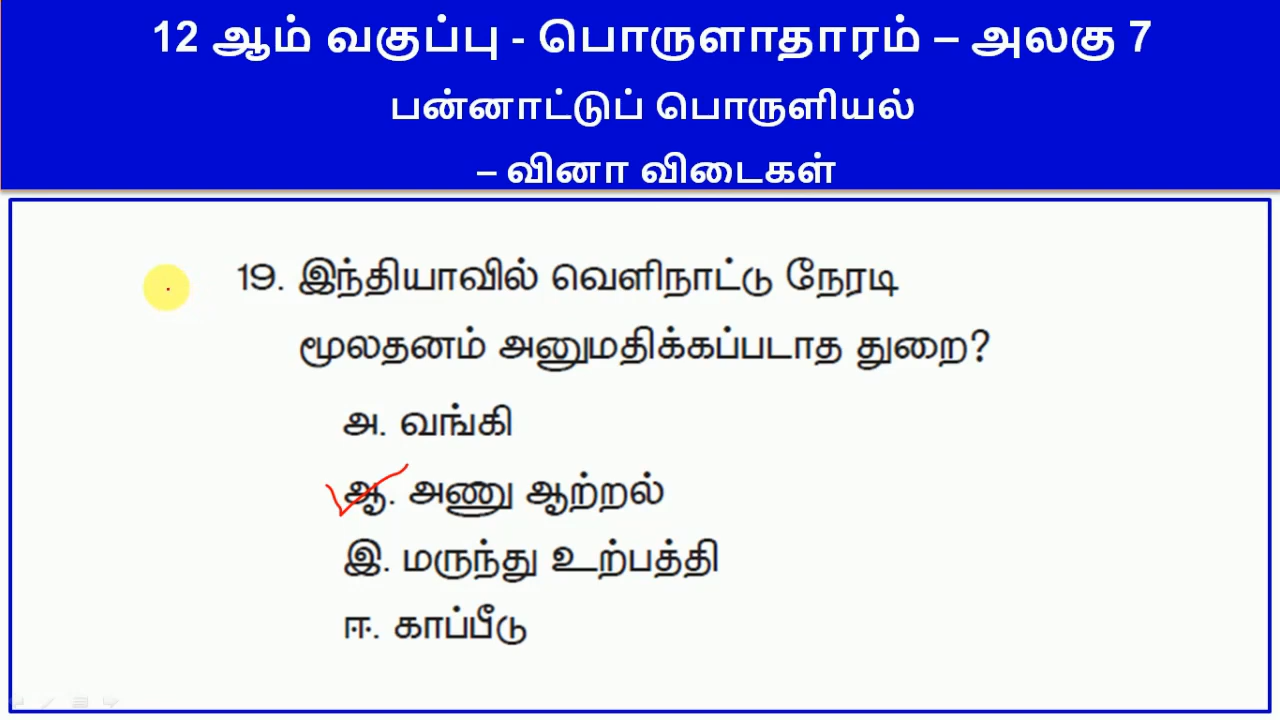 12 ஆம் வகுப்பு - பொருளாதாரம் – அலகு 7
பன்னாட்டுப் பொருளியல்
– வினா விடைகள்
19. இந்தியாவில் வெளிநாட்டு நேரடி
மூலதனம் அனுமதிக்கப்படாத துறை?
அ. வங்கி
ஆ. அணு ஆற்றல்
இ. மருந்து உற்பத்தி
ஈ. காப்பீடு